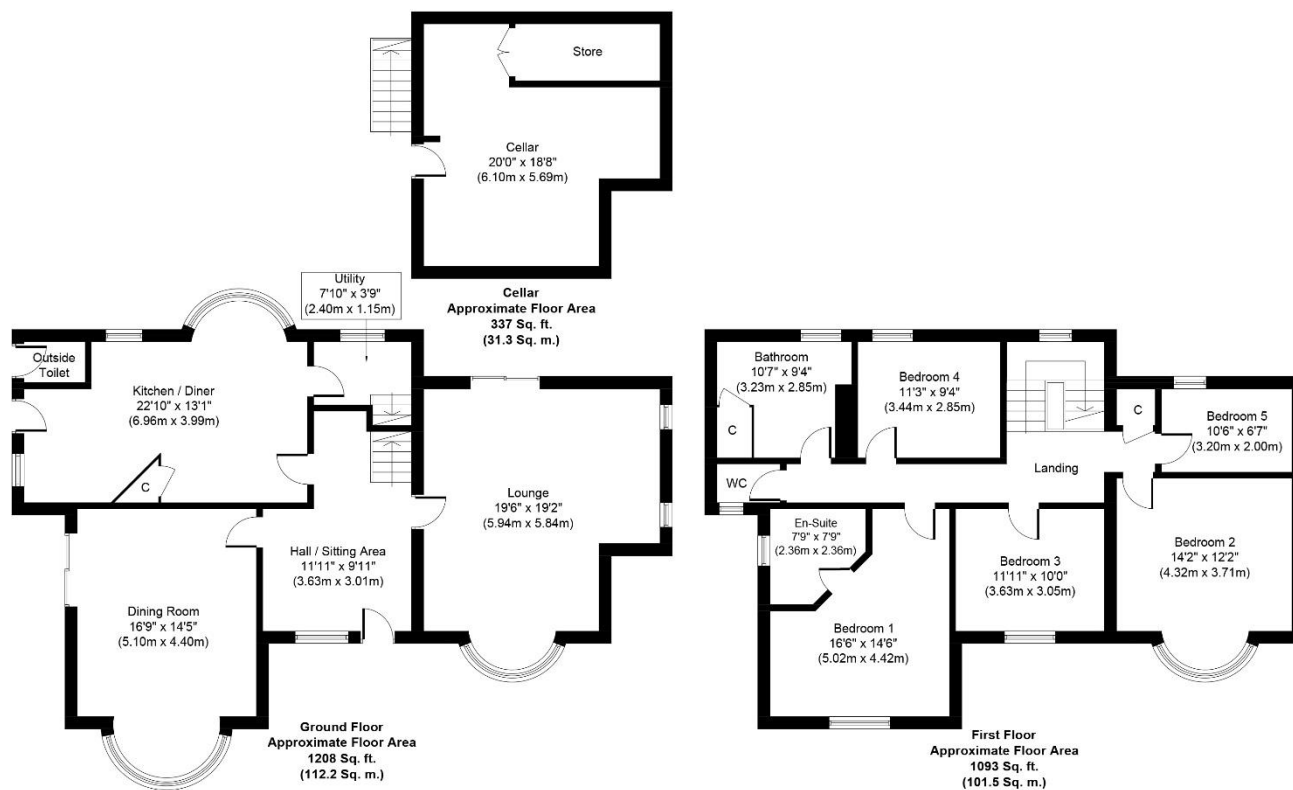 Store
Cellar
20'0" x 18'8"
(6.10m x 5.69m)
Cellar
Approximate Floor Area
337 Sq. ft.
(31.3 Sq. m.)
Utility
7'10" x 3'9"
(2.40m x 1.15m)
Outside
Toilet
Kitchen / Diner
22'10" x 13'1"
(6.96m x 3.99m)
C
Lounge
19'6" x 19'2"
(5.94m x 5.84m)
Hall / Sitting Area
11'11" x 9'11"
(3.63m x 3.01m)
Dining Room
16'9" x 14'5"
(5.10m x 4.40m)
Ground Floor
Approximate Floor Area
1208 Sq. ft.
(112.2 Sq. m.)
Bathroom
10'7" x 9'4"
(3.23m x 2.85m)
C
Bedroom 4
11'3" x 9'4"
(3.44m x 2.85m)
C
Bedroom 5
10'6" x 6'7"
(3.20m x 2.00m)
Landing
WC
En-Suite
7'9" x 7'9"
(2.36m x 2.36m)
Bedroom 3
11'11" x 10'0"
(3.63m x 3.05m)
Bedroom 2
14'2" x 12'2"
(4.32m x 3.71m)
Bedroom 1
16'6" x 14'6"
(5.02m x 4.42m)
First Floor
Approximate Floor Area
1093 Sq. ft.
(101.5 Sq. m.)